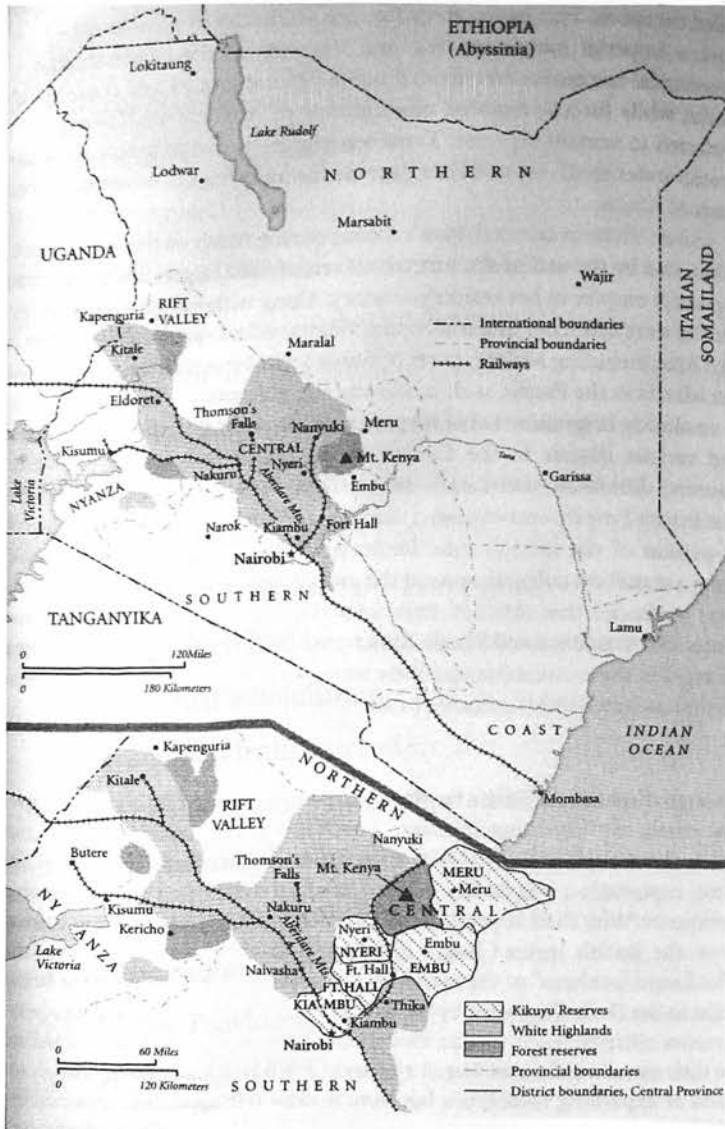 ETHIOPIA
(Abyssinia)
Lokitaung
Lake Rudolf
Lodwar
NORTHERN
Marsabit
UGANDA
Wajir
ITALIAN
SOMALILAND
RIFT
VALLEY
Kapenguria
Kitale
Maralal
International boundaries
Provincial boundaries
Railways
Eldoret
Thomson's
Falls
Nanyuki
Meru
CENTRAL
Nyeri
Mt. Kenya
Kisumu
Nakuru
Embu
Tana
Garissa
Lake
Victoria
NYANZA
Aberdare Mts.
Narok
Kiambu
Fort Hall
Nairobi
SOUTHERN
TANGANYIKA
Lamu
0 120 Miles
0 180 Kilometers
COAST
INDIAN
OCEAN
Mombasa
Kapenguria
NORTHERN
Kitale
RIFT
VALLEY
Nanyuki
Butere
Thomson's
Falls
Mt. Kenya
MERU
Meru
CENTRAL
Kisumu
Nakuru
NYANZA
Kericho
Aberdare Mts.
Nyeri
NYERI
Embu
EMBU
Lake
Victoria
Naivasha
Ft. Hall
FT. HALL
KIAMBU
Thika
Kiambu
Nairobi
0 60 Miles
0 120 Kilometers
SOUTHERN
Kikuyu Reserves
White Highlands
Forest reserves
Provincial boundaries
District boundaries, Central Province